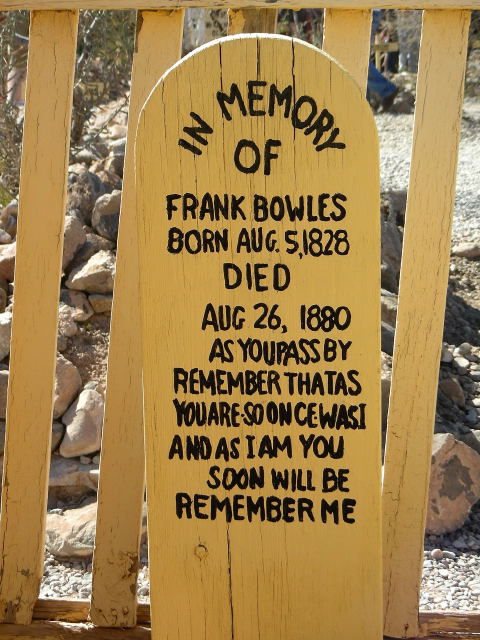 IN MEMORY
OF
FRANK BOWLES
BORN AUG. 5,1828
DIED
AUG 26, 1880
AS YOU PASS BY
REMEMBER THAT AS
YOU ARE-SO ONCE WAS I
AND AS I AM YOU
SOON WILL BE
REMEMBER ME